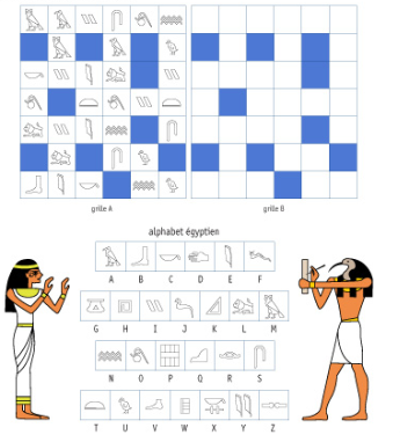 grille A grille B
alphabet égyptien
A B C D E F
G H I J K L M
N O P Q R S
T U V W X Y Z